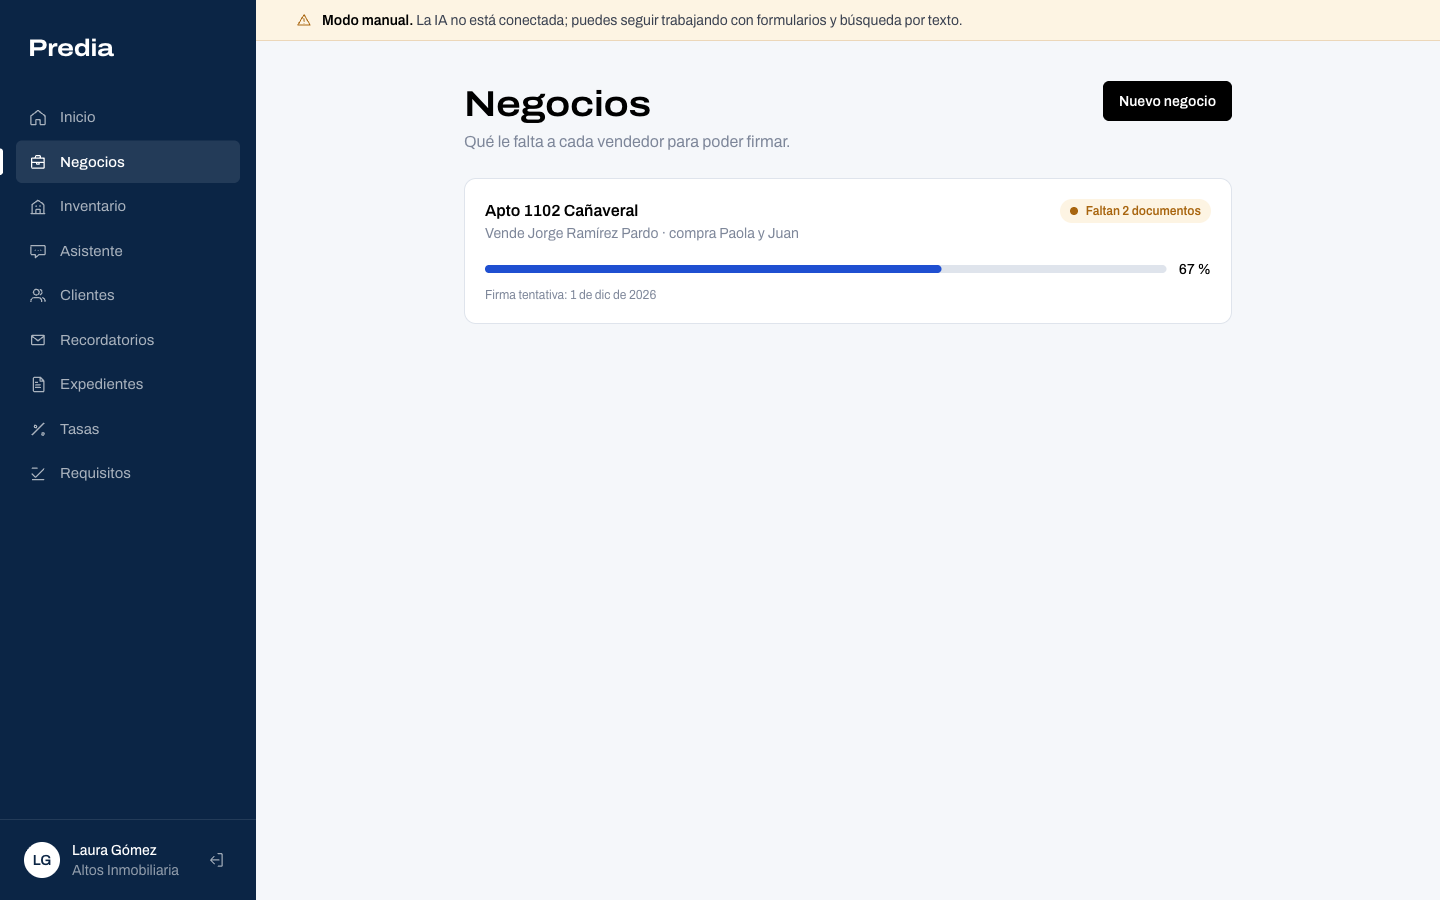 Modo manual. La IA no está conectada; puedes seguir trabajando con formularios y búsqueda por texto.
Predia
Inicio
Negocios
Inventario
Asistente
Clientes
Recordatorios
Expedientes
Tasas
Requisitos
LG
Laura Gómez
Altos Inmobiliaria
Negocios
Nuevo negocio
Qué le falta a cada vendedor para poder firmar.
Apto 1102 Cañaveral
Faltan 2 documentos
Vende Jorge Ramírez Pardo · compra Paola y Juan
67 %
Firma tentativa: 1 de dic de 2026